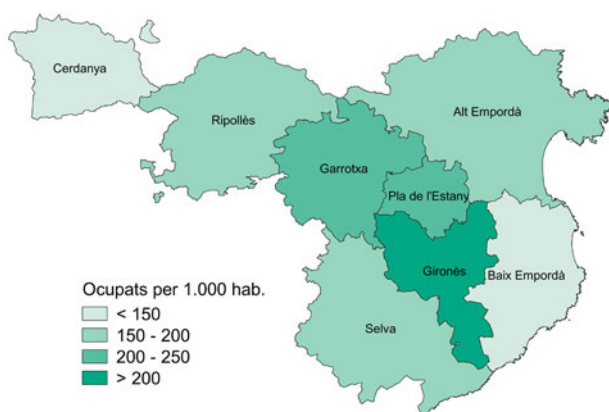 Cerdanya
Ripollès
Alt Empordà
Garrotxa
Pla de l'Estany
Gironès
Baix Empordà
Selva
Ocupats per 1.000 hab.
< 150
150 - 200
200 - 250
> 200